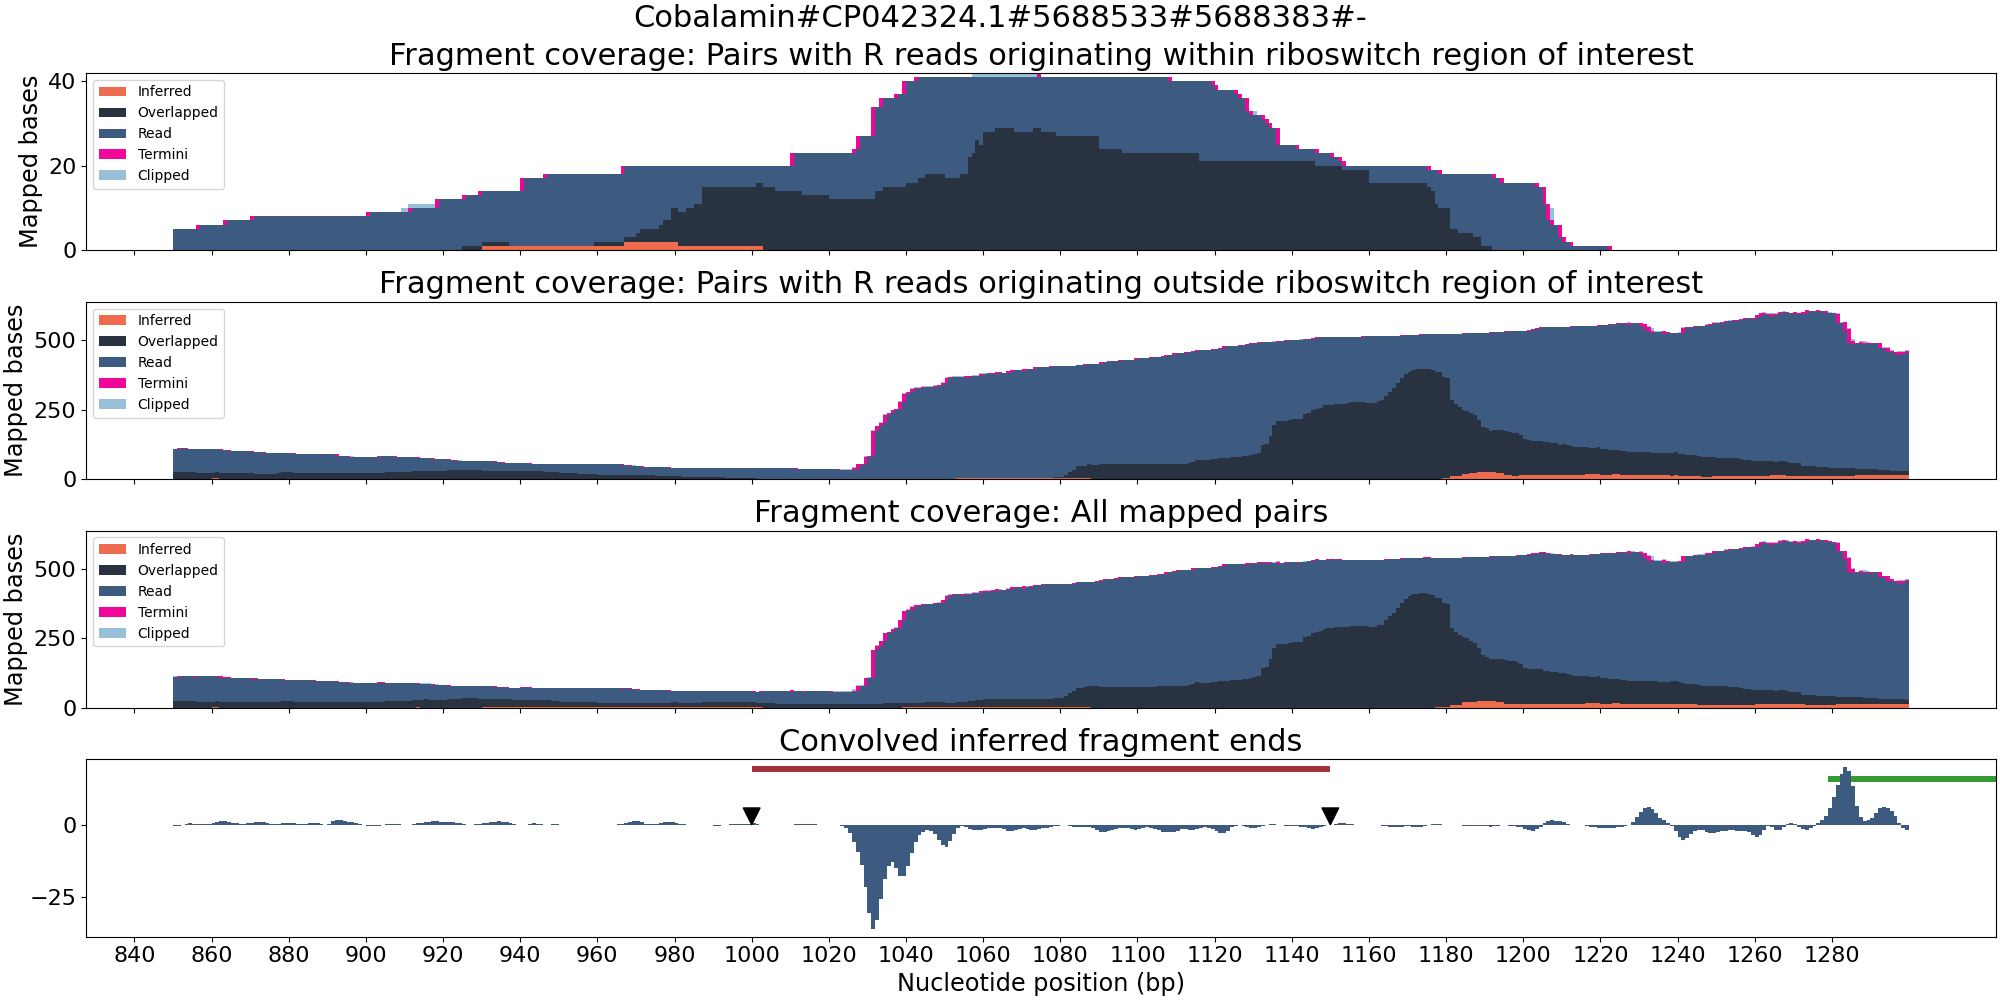 Cobalamin#CP042324.1#5688533#5688383#-
Fragment coverage: Pairs with R reads originating within riboswitch region of interest
Mapped bases
40
20
0
Inferred
Overlapped
Read
Termini
Clipped
Fragment coverage: Pairs with R reads originating outside riboswitch region of interest
Mapped bases
500
250
0
Inferred
Overlapped
Read
Termini
Clipped
Fragment coverage: All mapped pairs
Mapped bases
500
250
0
Inferred
Overlapped
Read
Termini
Clipped
Convolved inferred fragment ends
0
−25
840 860 880 900 920 940 960 980 1000 1020 1040 1060 1080 1100 1120 1140 1160 1180 1200 1220 1240 1260 1280
Nucleotide position (bp)